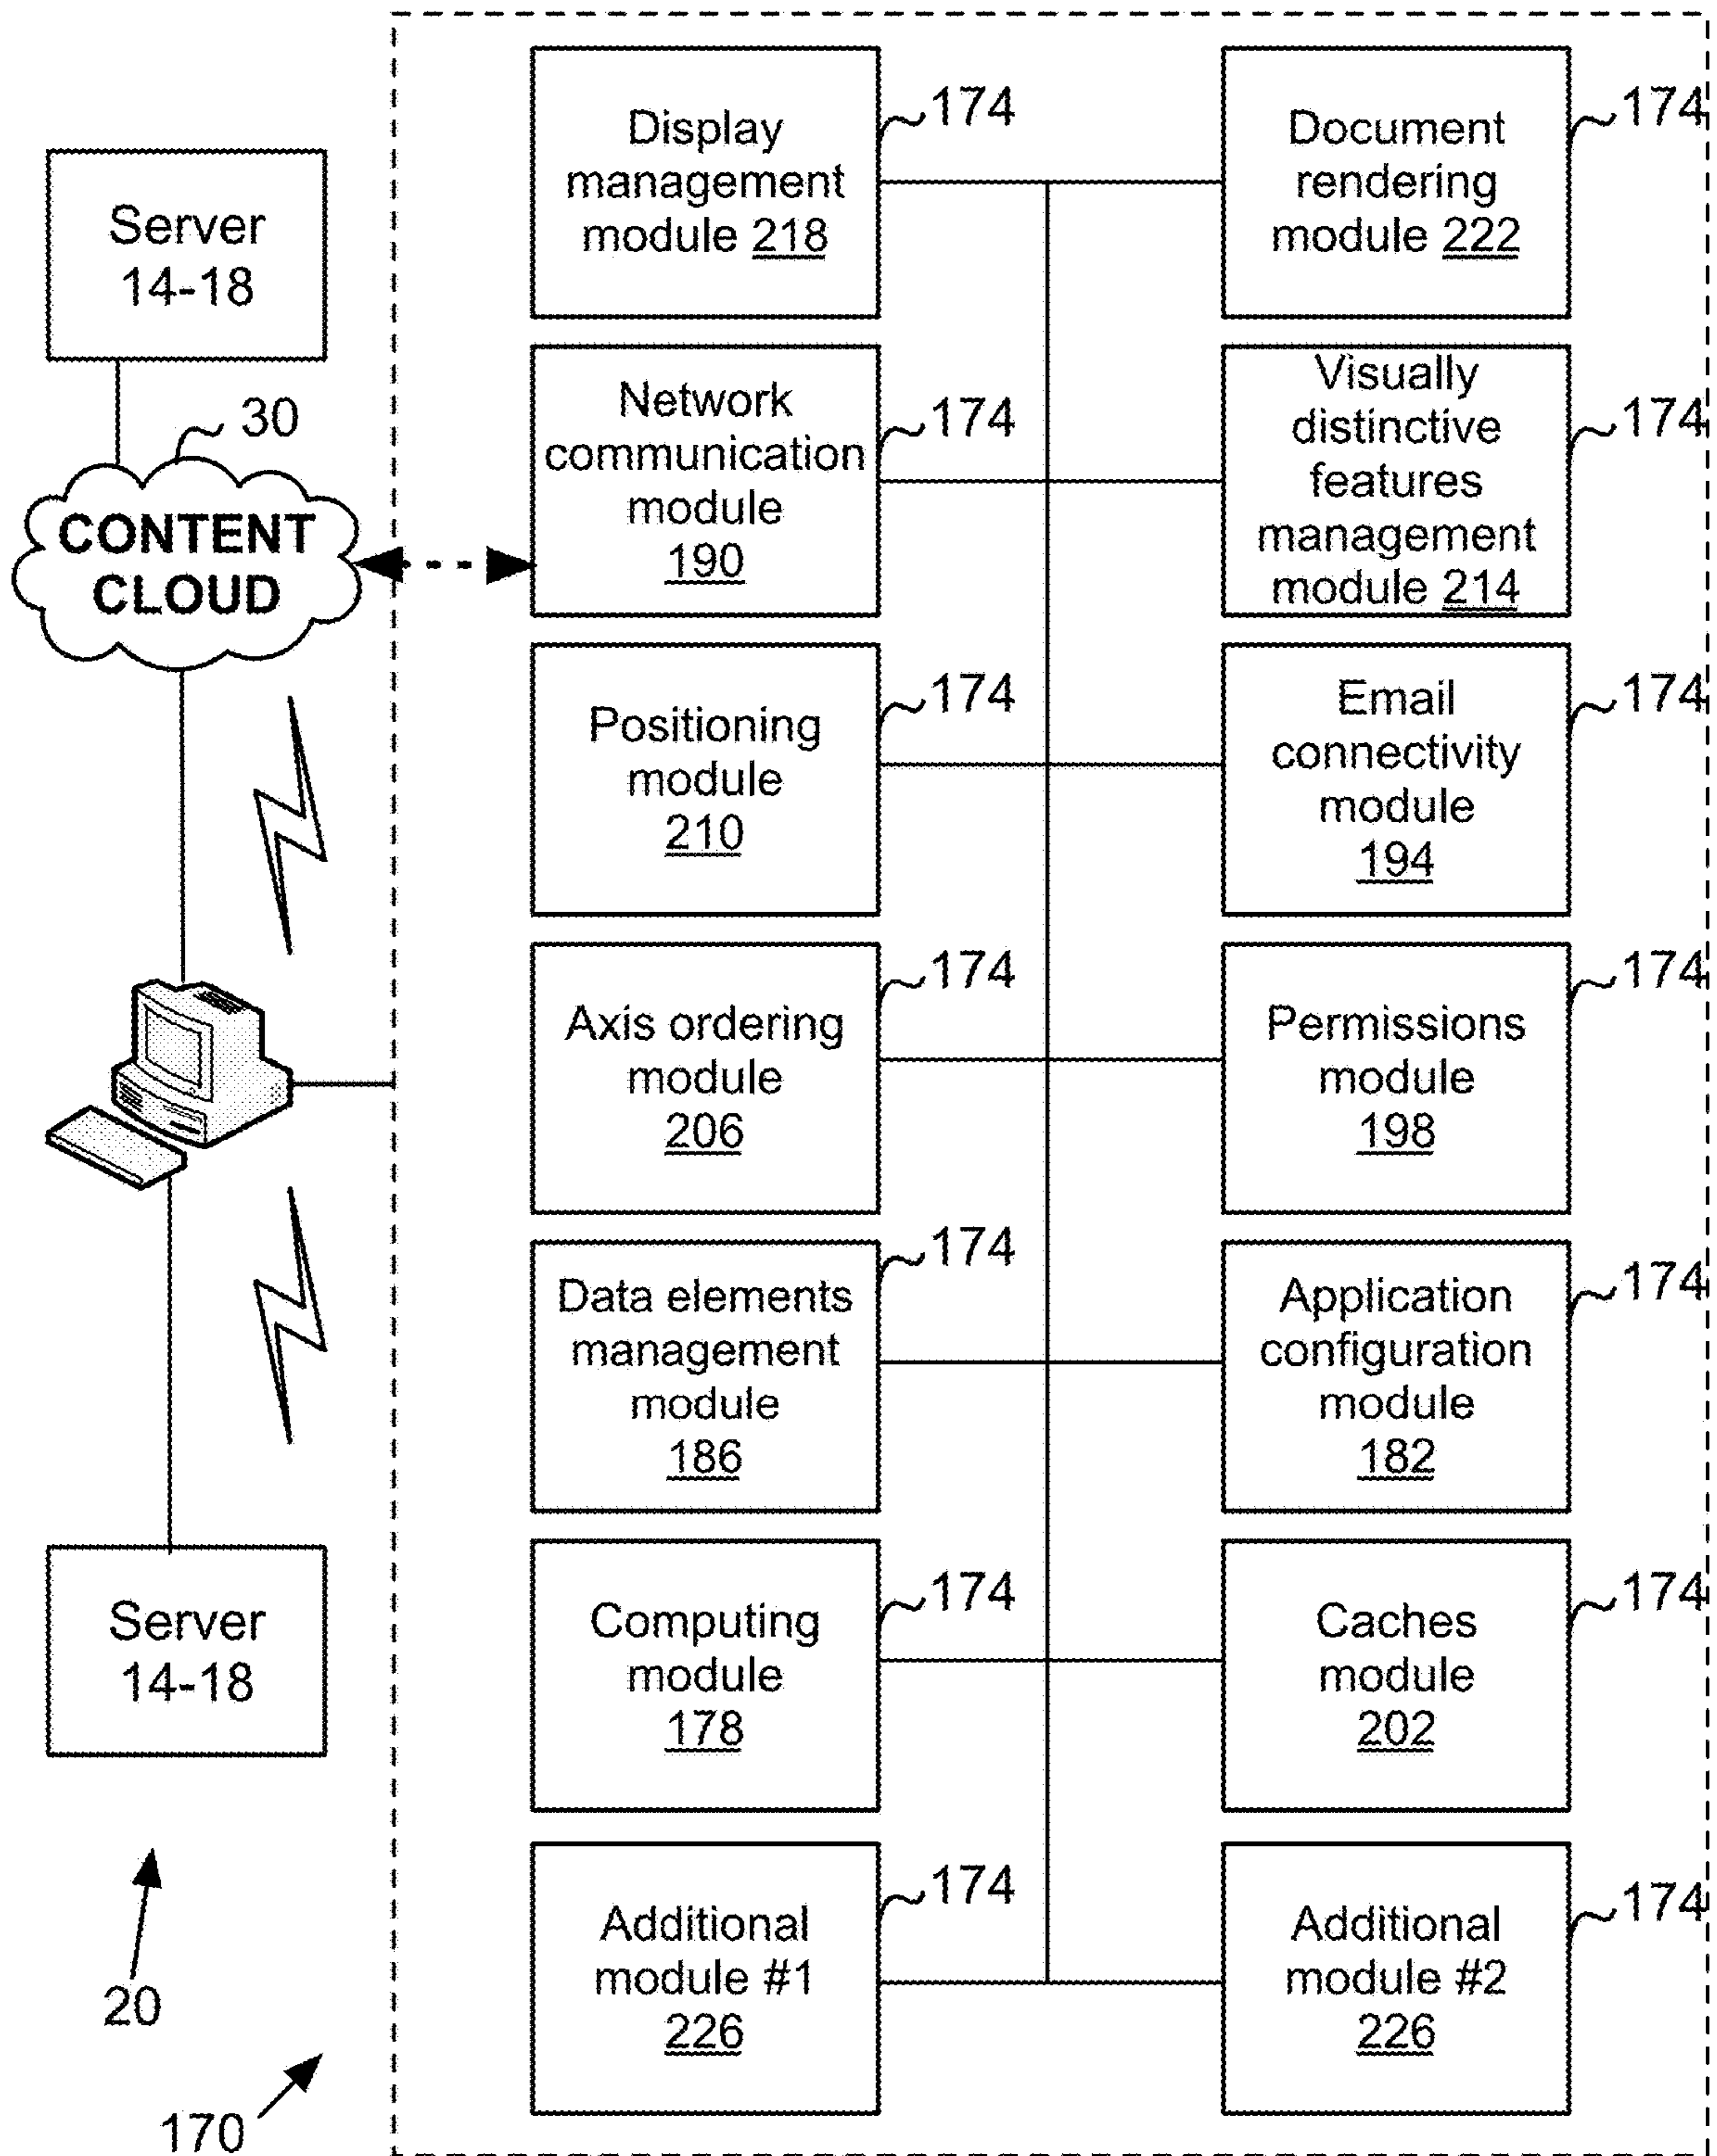 Server
14-18
30
CONTENT
CLOUD
Server
14-18
20
170
Display
management
module 218
174
Document
rendering
module 222
174
Network
communication
module
190
174
Visually
distinctive
features
management
module 214
174
Positioning
module
210
174
Email
connectivity
module
194
174
Axis ordering
module
206
174
Permissions
module
198
174
Data elements
management
module
186
174
Application
configuration
module
182
174
Computing
module
178
174
Caches
module
202
174
Additional
module #1
226
174
Additional
module #2
226
174